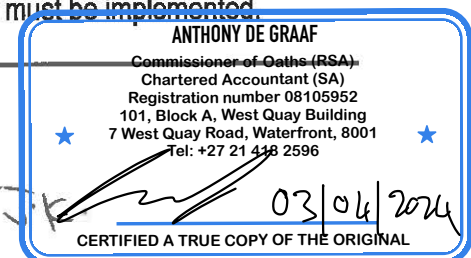 must be implemented.
ANTHONY DE GRAAF
Commissioner of Oaths (RSA)
Chartered Accountant (SA)
Registration number 08105952
101, Block A, West Quay Building
7 West Quay Road, Waterfront, 8001
Tel: +27 21 418 2596
03/04/2024
CERTIFIED A TRUE COPY OF THE ORIGINAL